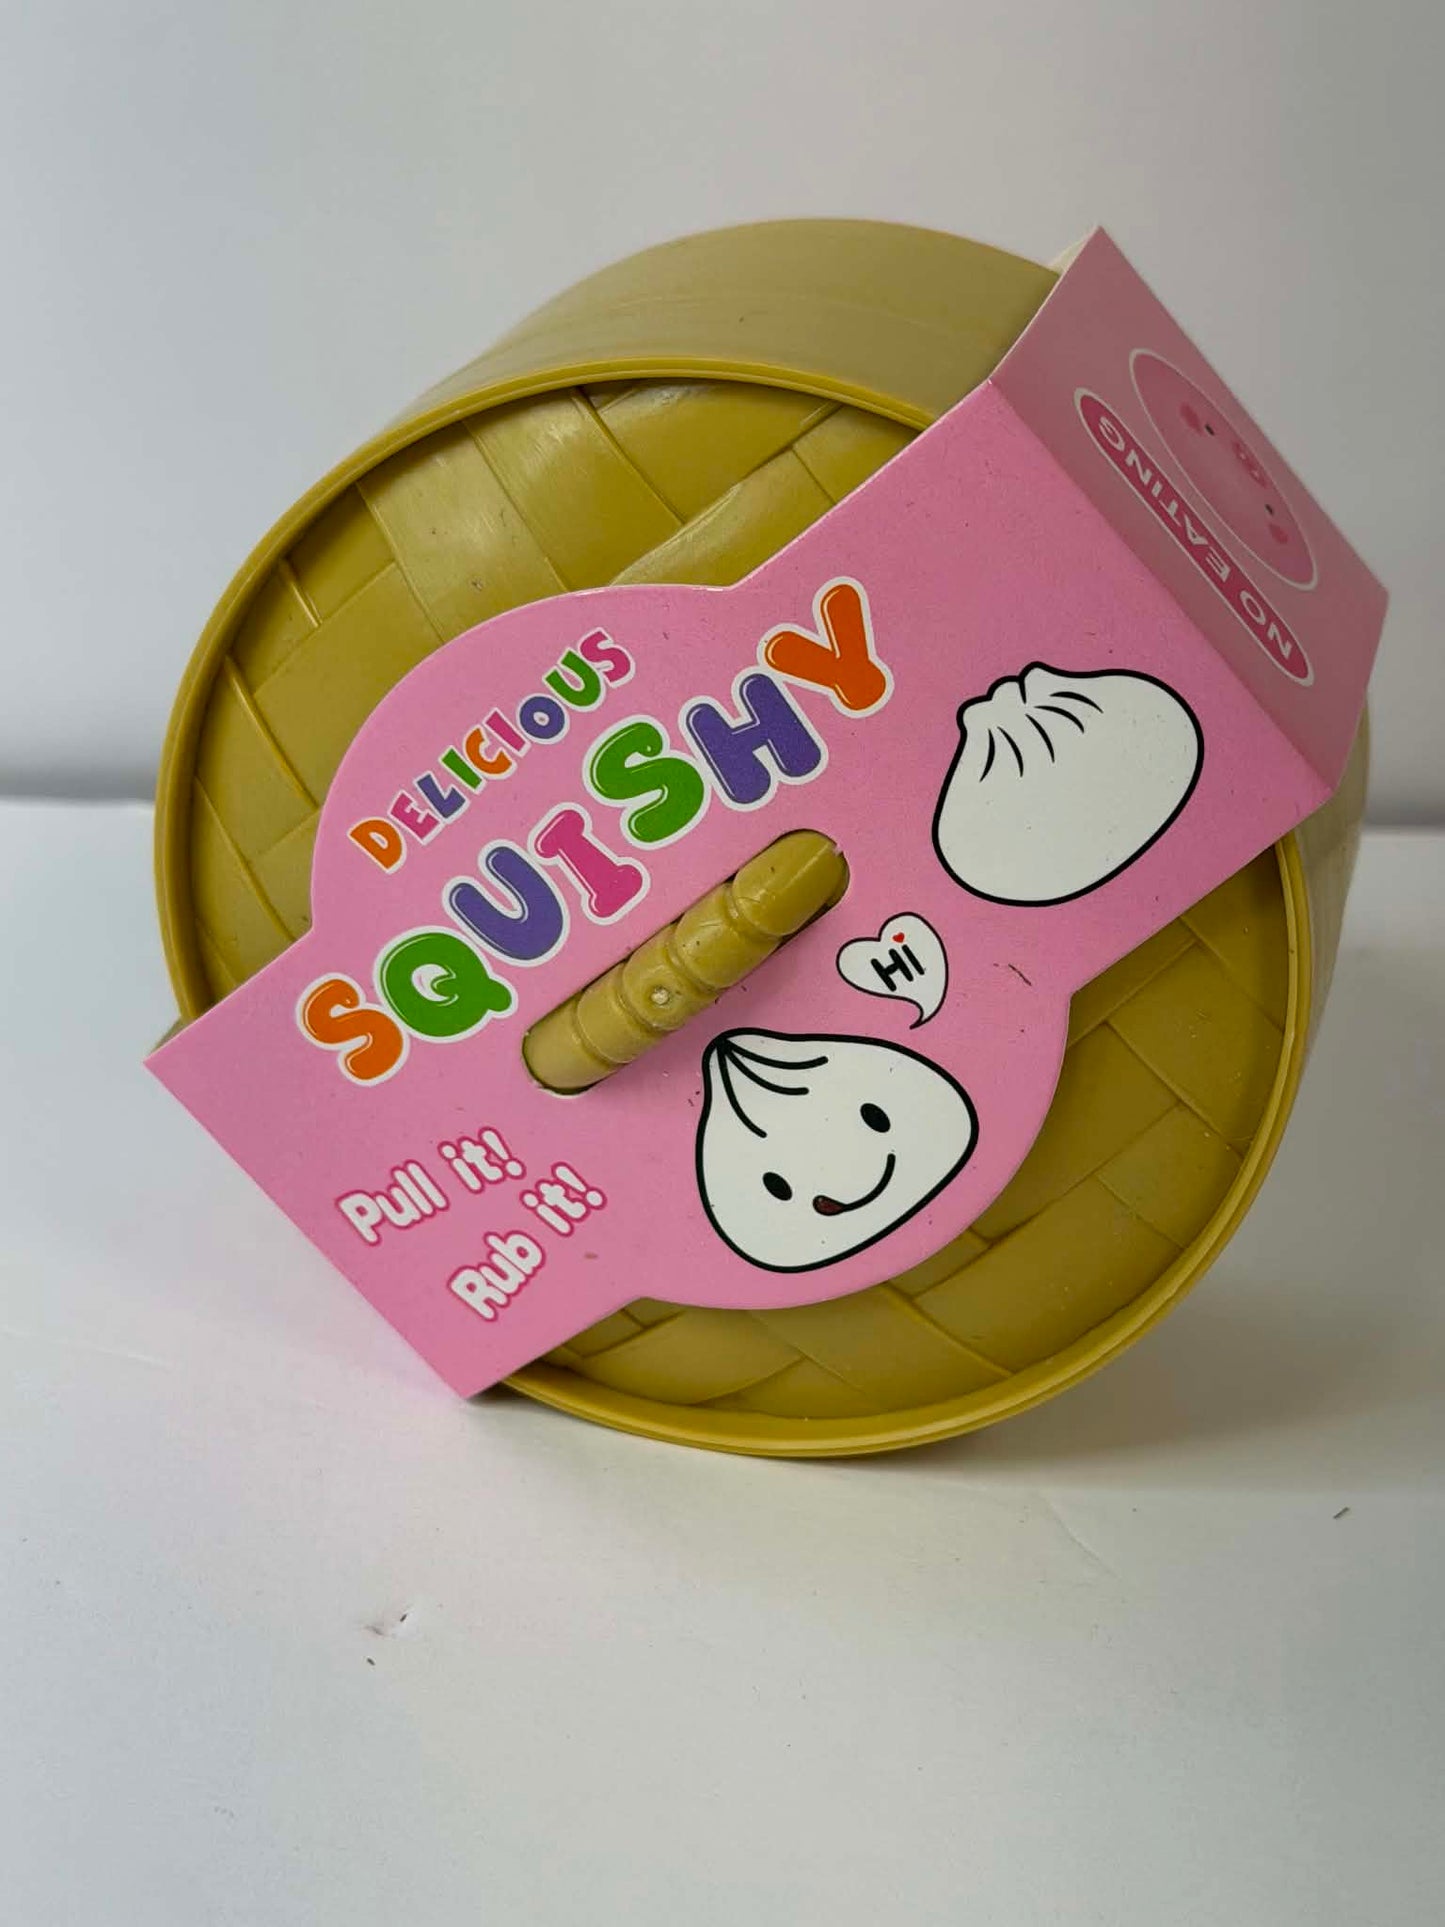 DELICIOUS
SQUISHY
Pull it!
Rub it!
Hi
NO EATING